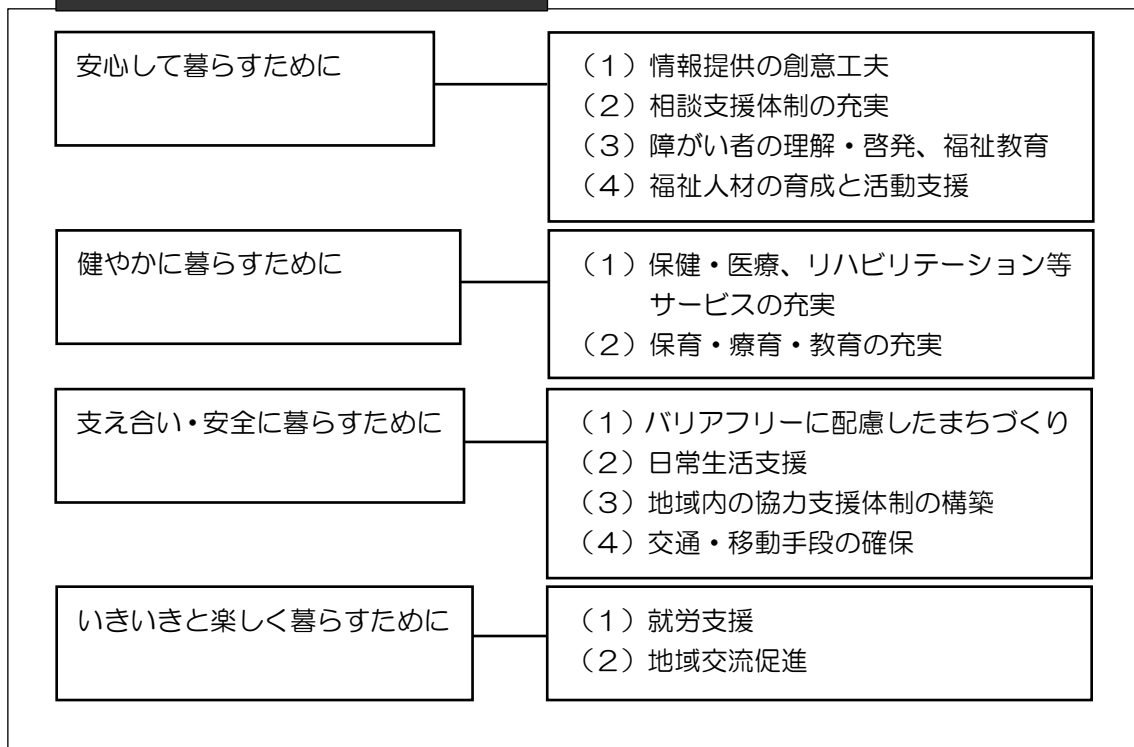 安心して暮らすために
（１）情報提供の創意工夫
（２）相談支援体制の充実
（３）障がい者の理解・啓発、福祉教育
（４）福祉人材の育成と活動支援
健やかに暮らすために
（１）保健・医療、リハビリテーション等
サービスの充実
（２）保育・療育・教育の充実
支え合い・安全に暮らすために
（１）バリアフリーに配慮したまちづくり
（２）日常生活支援
（３）地域内の協力支援体制の構築
（４）交通・移動手段の確保
いきいきと楽しく暮らすために
（１）就労支援
（２）地域交流促進